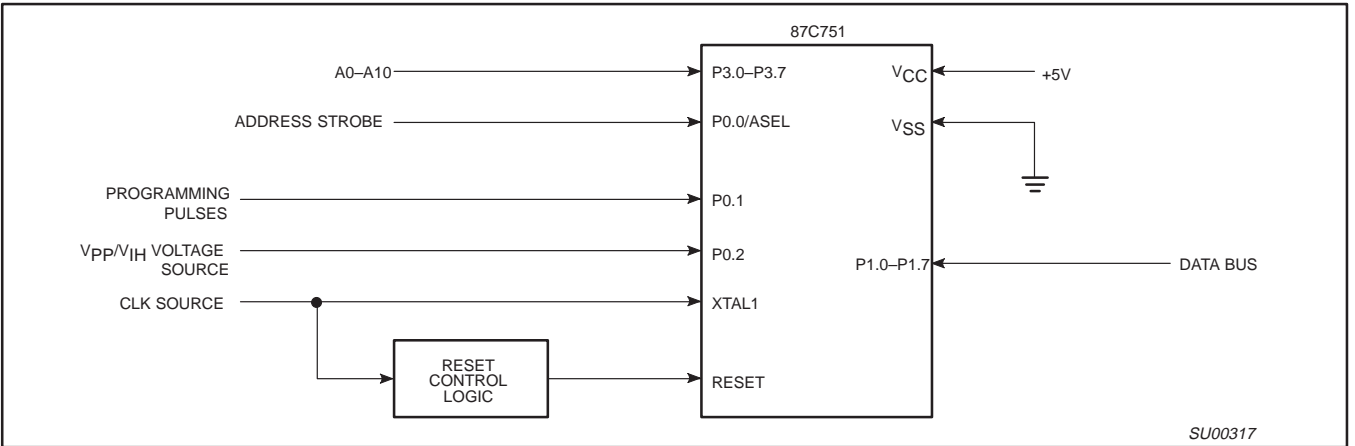 87C751
A0–A10
P3.0–P3.7
VCC
+5V
ADDRESS STROBE
P0.0/ASEL
VSS
PROGRAMMING
PULSES
P0.1
VPP/VIH VOLTAGE
SOURCE
P0.2
P1.0–P1.7
DATA BUS
CLK SOURCE
XTAL1
RESET
CONTROL
LOGIC
RESET
SU00317